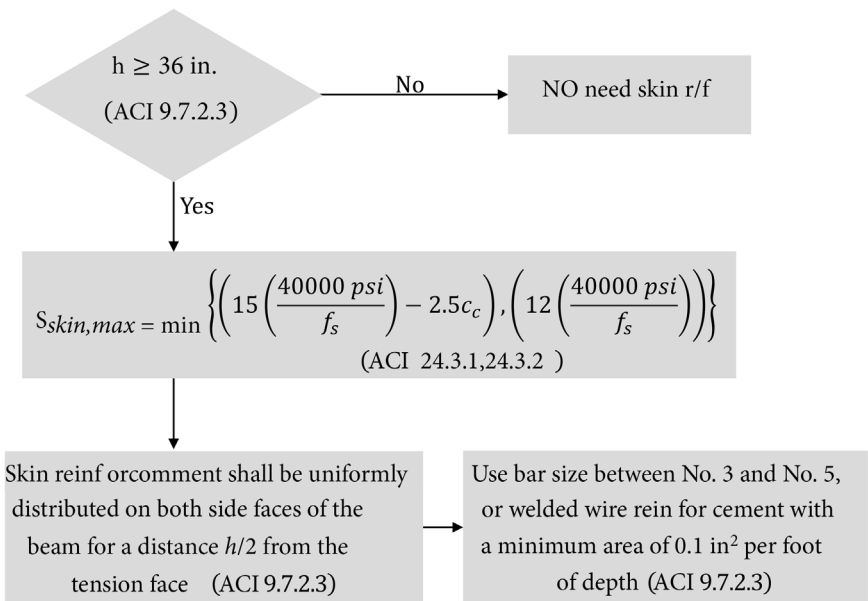 h ≥ 36 in.
(ACI 9.7.2.3)
No
NO need skin r/f
Yes
S_{skin,max} = min {(15 (40000 psi / f_s) − 2.5c_c), (12 (40000 psi / f_s))}
(ACI 24.3.1,24.3.2 )
Skin reinf orcomment shall be uniformly
distributed on both side faces of the
beam for a distance h/2 from the
tension face (ACI 9.7.2.3)
Use bar size between No. 3 and No. 5,
or welded wire rein for cement with
a minimum area of 0.1 in² per foot
of depth (ACI 9.7.2.3)